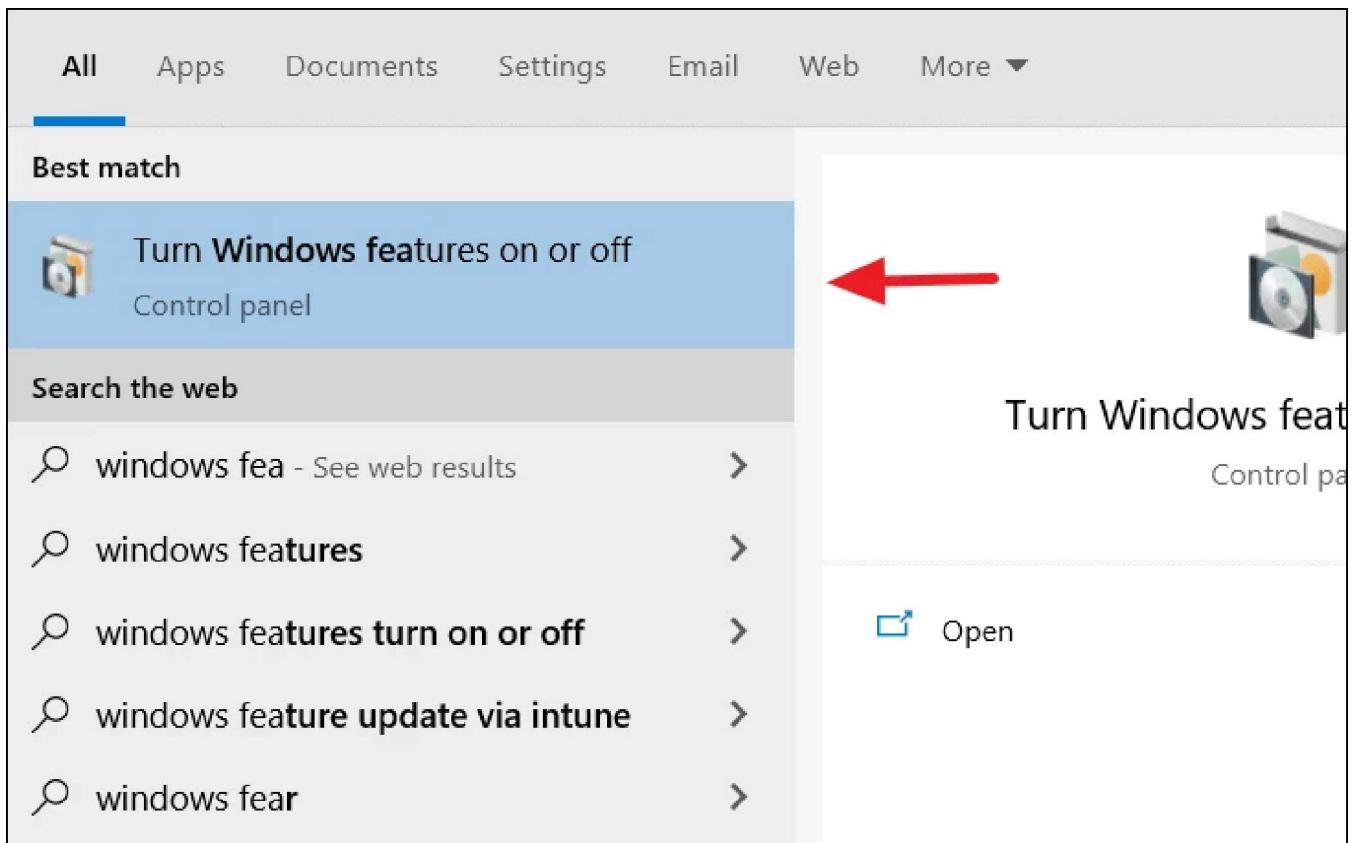 All Apps Documents Settings Email Web More
Best match
Turn Windows features on or off
Control panel
Search the web
windows fea - See web results
windows features
windows features turn on or off
windows feature update via intune
windows fear
Turn Windows feat
Control pa
Open